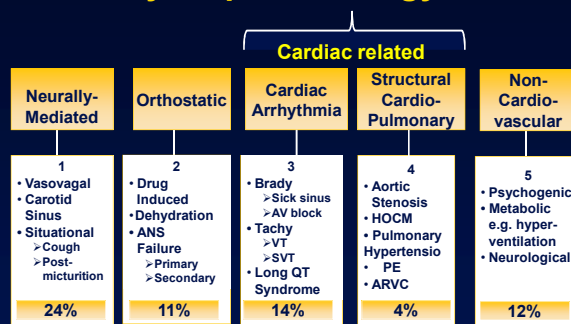 Cardiac related
Neurally-
Mediated
Orthostatic
Cardiac
Arrhythmia
Structural
Cardio-
Pulmonary
Non-
Cardio-
vascular
1
• Vasovagal
• Carotid
Sinus
• Situational
➢Cough
➢Post-
micturition
24%
2
• Drug
Induced
• Dehydration
• ANS
Failure
➢Primary
➢Secondary
11%
3
• Brady
➢Sick sinus
➢AV block
• Tachy
➢VT
➢SVT
• Long QT
Syndrome
14%
4
• Aortic
Stenosis
• HOCM
• Pulmonary
Hypertensio
• PE
• ARVC
4%
5
• Psychogenic
• Metabolic
e.g. hyper-
ventilation
• Neurological
12%